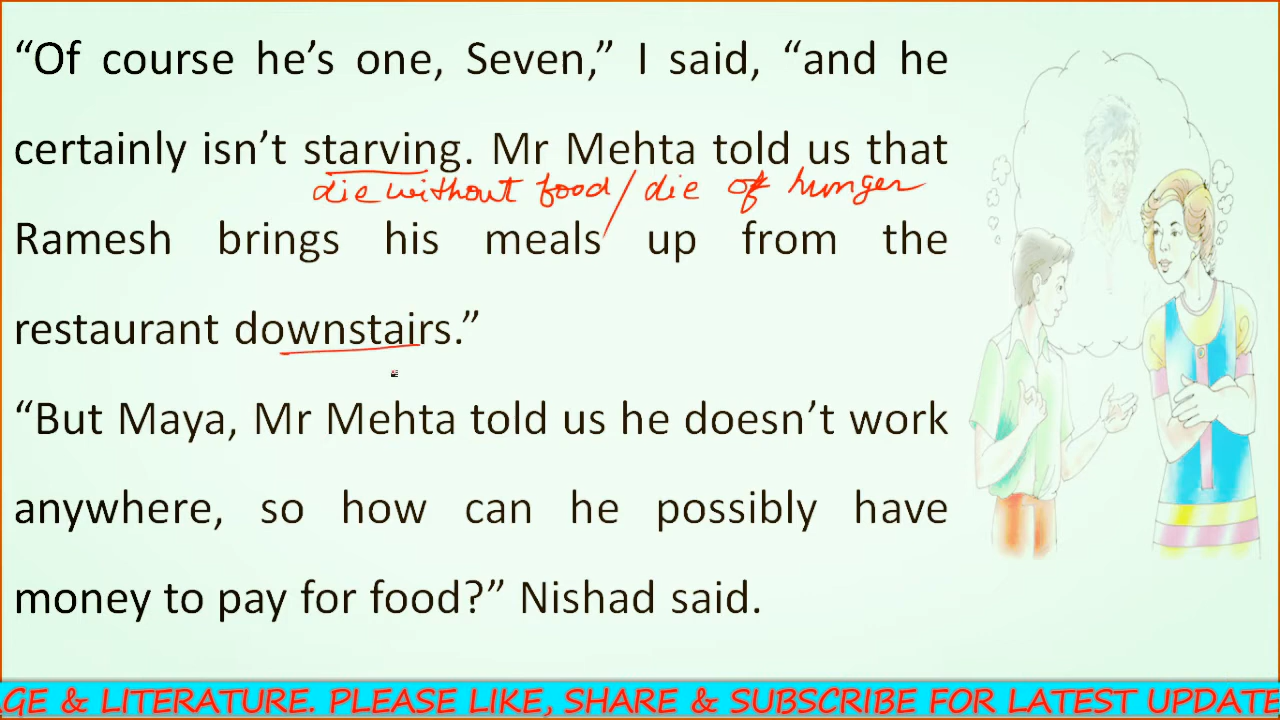 “Of course he’s one, Seven,” I said, “and he
certainly isn’t starving. Mr Mehta told us that
die without food / die of hunger
Ramesh brings his meals up from the
restaurant downstairs.”
“But Maya, Mr Mehta told us he doesn’t work
anywhere, so how can he possibly have
money to pay for food?” Nishad said.
GE & LITERATURE. PLEASE LIKE, SHARE & SUBSCRIBE FOR LATEST UPDATE